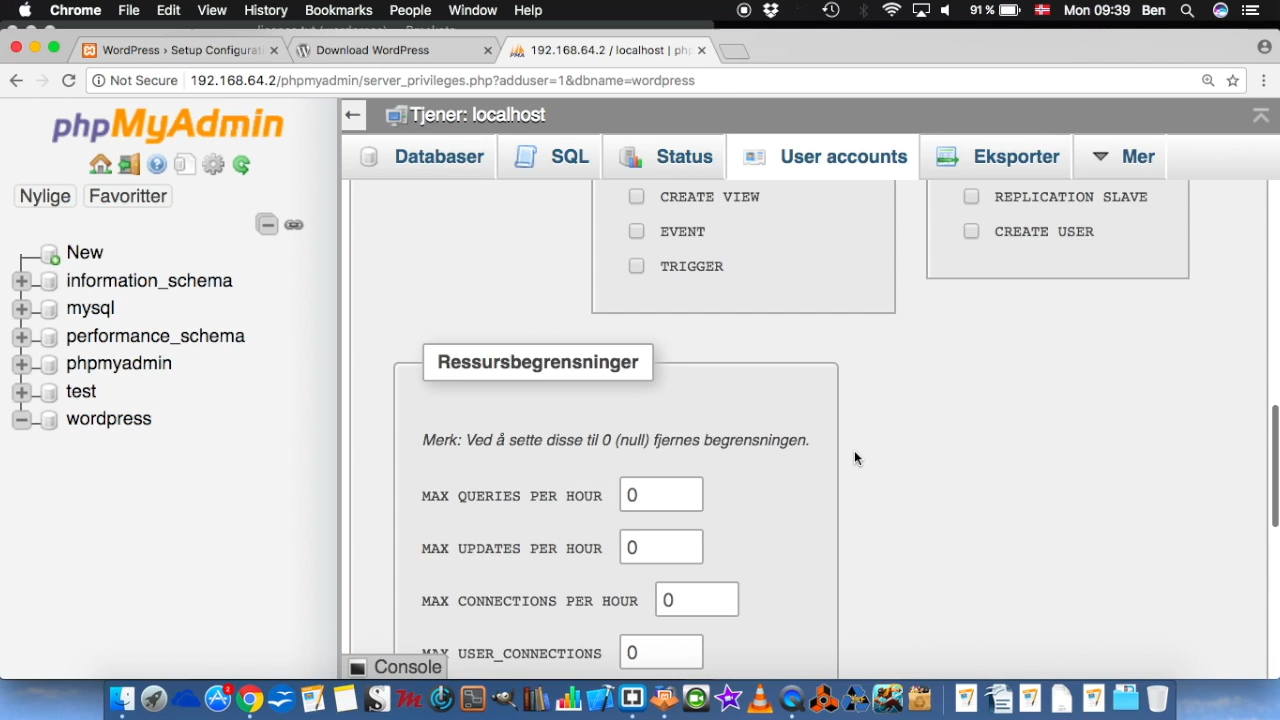 Chrome File Edit View History Bookmarks People Window Help 91% Mon 09:39 Ben
WordPress › Setup Configurat
Download WordPress
192.168.64.2 / localhost | php
Not Secure 192.168.64.2/phpmyadmin/server_privileges.php?adduser=1&dbname=wordpress
phpMyAdmin
Nylige Favoritter
New
information_schema
mysql
performance_schema
phpmyadmin
test
wordpress
Tjener: localhost
Databaser SQL Status User accounts Eksporter Mer
CREATE VIEW
EVENT
TRIGGER
REPLICATION SLAVE
CREATE USER
Ressursbegrensninger
Merk: Ved å sette disse til 0 (null) fjernes begrensningen.
MAX QUERIES PER HOUR 0
MAX UPDATES PER HOUR 0
MAX CONNECTIONS PER HOUR 0
MAX USER_CONNECTIONS 0
Console